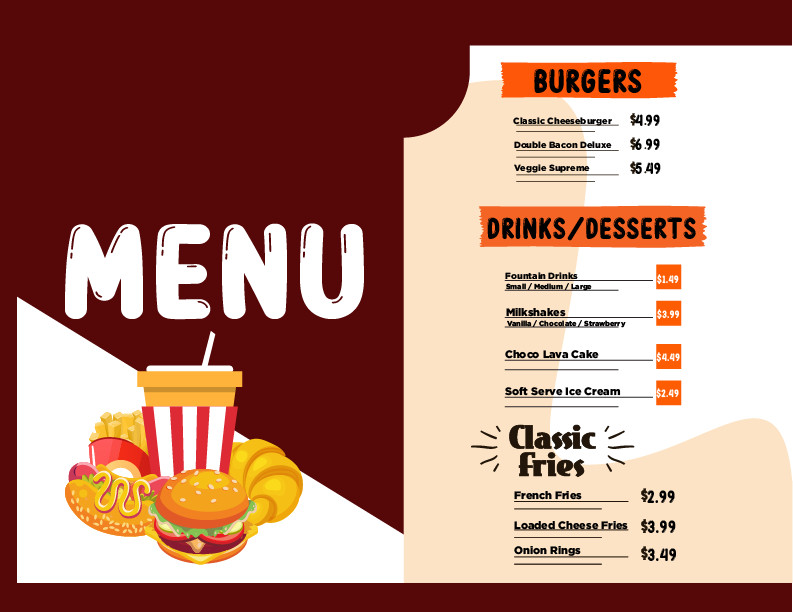 MENU
BURGERS
Classic Cheeseburger $4.99
Double Bacon Deluxe $6.99
Veggie Supreme $5.49
DRINKS/DESSERTS
Fountain Drinks $1.49
Small / Medium / Large
Milkshakes $3.99
Vanilla / Chocolate / Strawberry
Choco Lava Cake $4.49
Soft Serve Ice Cream $2.49
Classic
fries
French Fries $2.99
Loaded Cheese Fries $3.99
Onion Rings $3.49